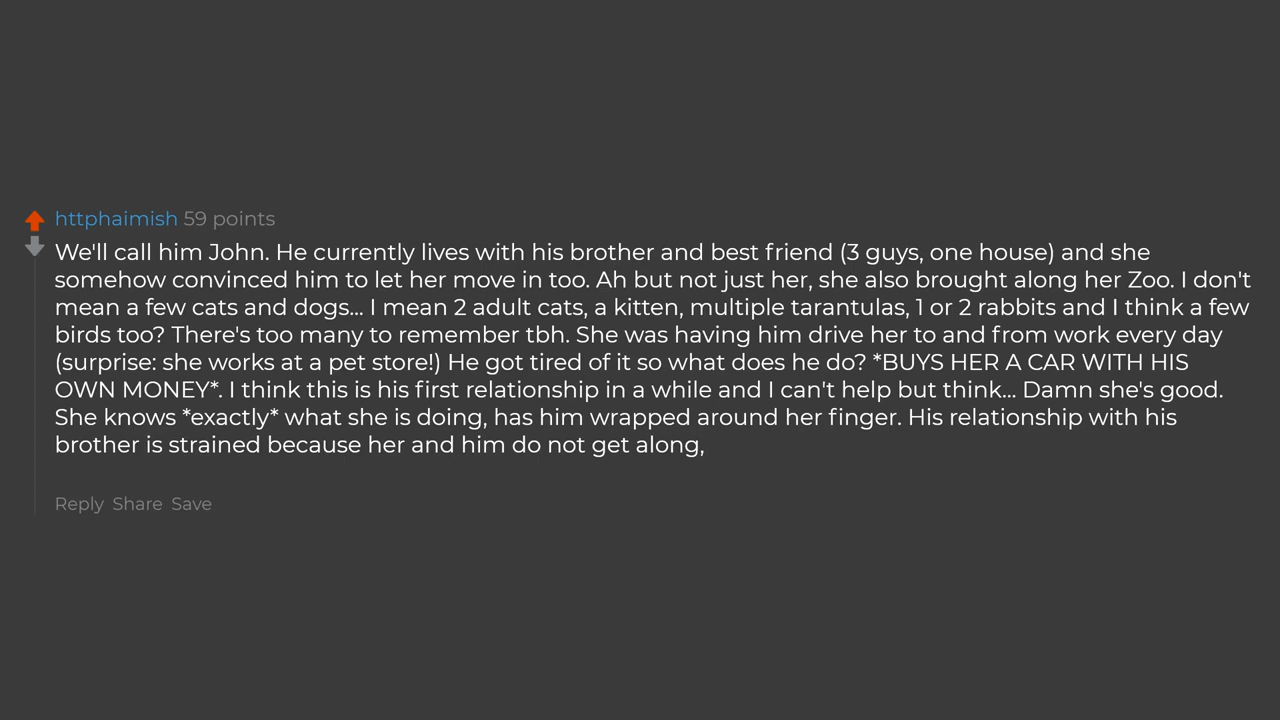 httphaimish 59 points
We'll call him John. He currently lives with his brother and best friend (3 guys, one house) and she
somehow convinced him to let her move in too. Ah but not just her, she also brought along her Zoo. I don't
mean a few cats and dogs... I mean 2 adult cats, a kitten, multiple tarantulas, 1 or 2 rabbits and I think a few
birds too? There's too many to remember tbh. She was having him drive her to and from work every day
(surprise: she works at a pet store!) He got tired of it so what does he do? *BUYS HER A CAR WITH HIS
OWN MONEY*. I think this is his first relationship in a while and I can't help but think... Damn she's good.
She knows *exactly* what she is doing, has him wrapped around her finger. His relationship with his
brother is strained because her and him do not get along,
Reply Share Save